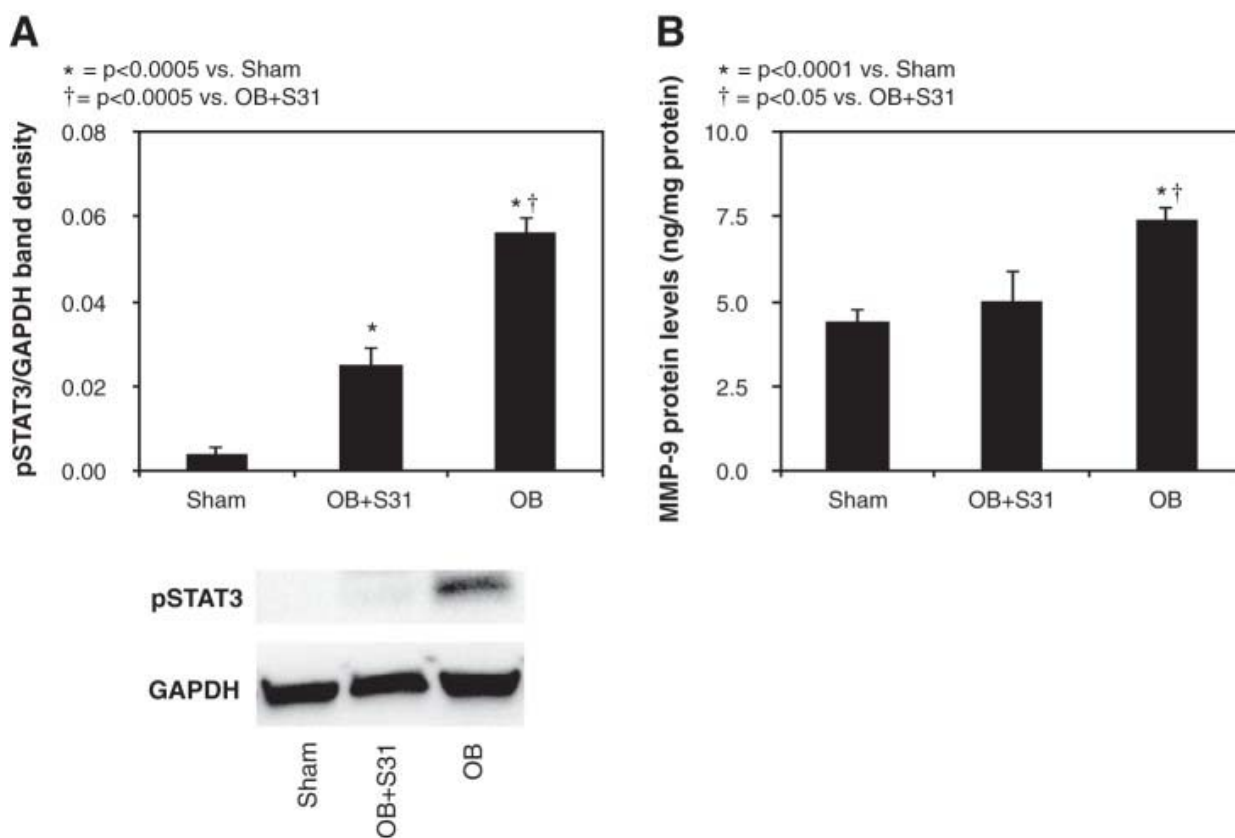 A
* = p<0.0005 vs. Sham
†= p<0.0005 vs. OB+S31
pSTAT3/GAPDH band density
0.08
0.06
0.04
0.02
0.00
*†
*
Sham
OB+S31
OB
pSTAT3
GAPDH
Sham
OB+S31
OB
B
* = p<0.0001 vs. Sham
† = p<0.05 vs. OB+S31
MMP-9 protein levels (ng/mg protein)
10.0
7.5
5.0
2.5
0.0
*†
Sham
OB+S31
OB